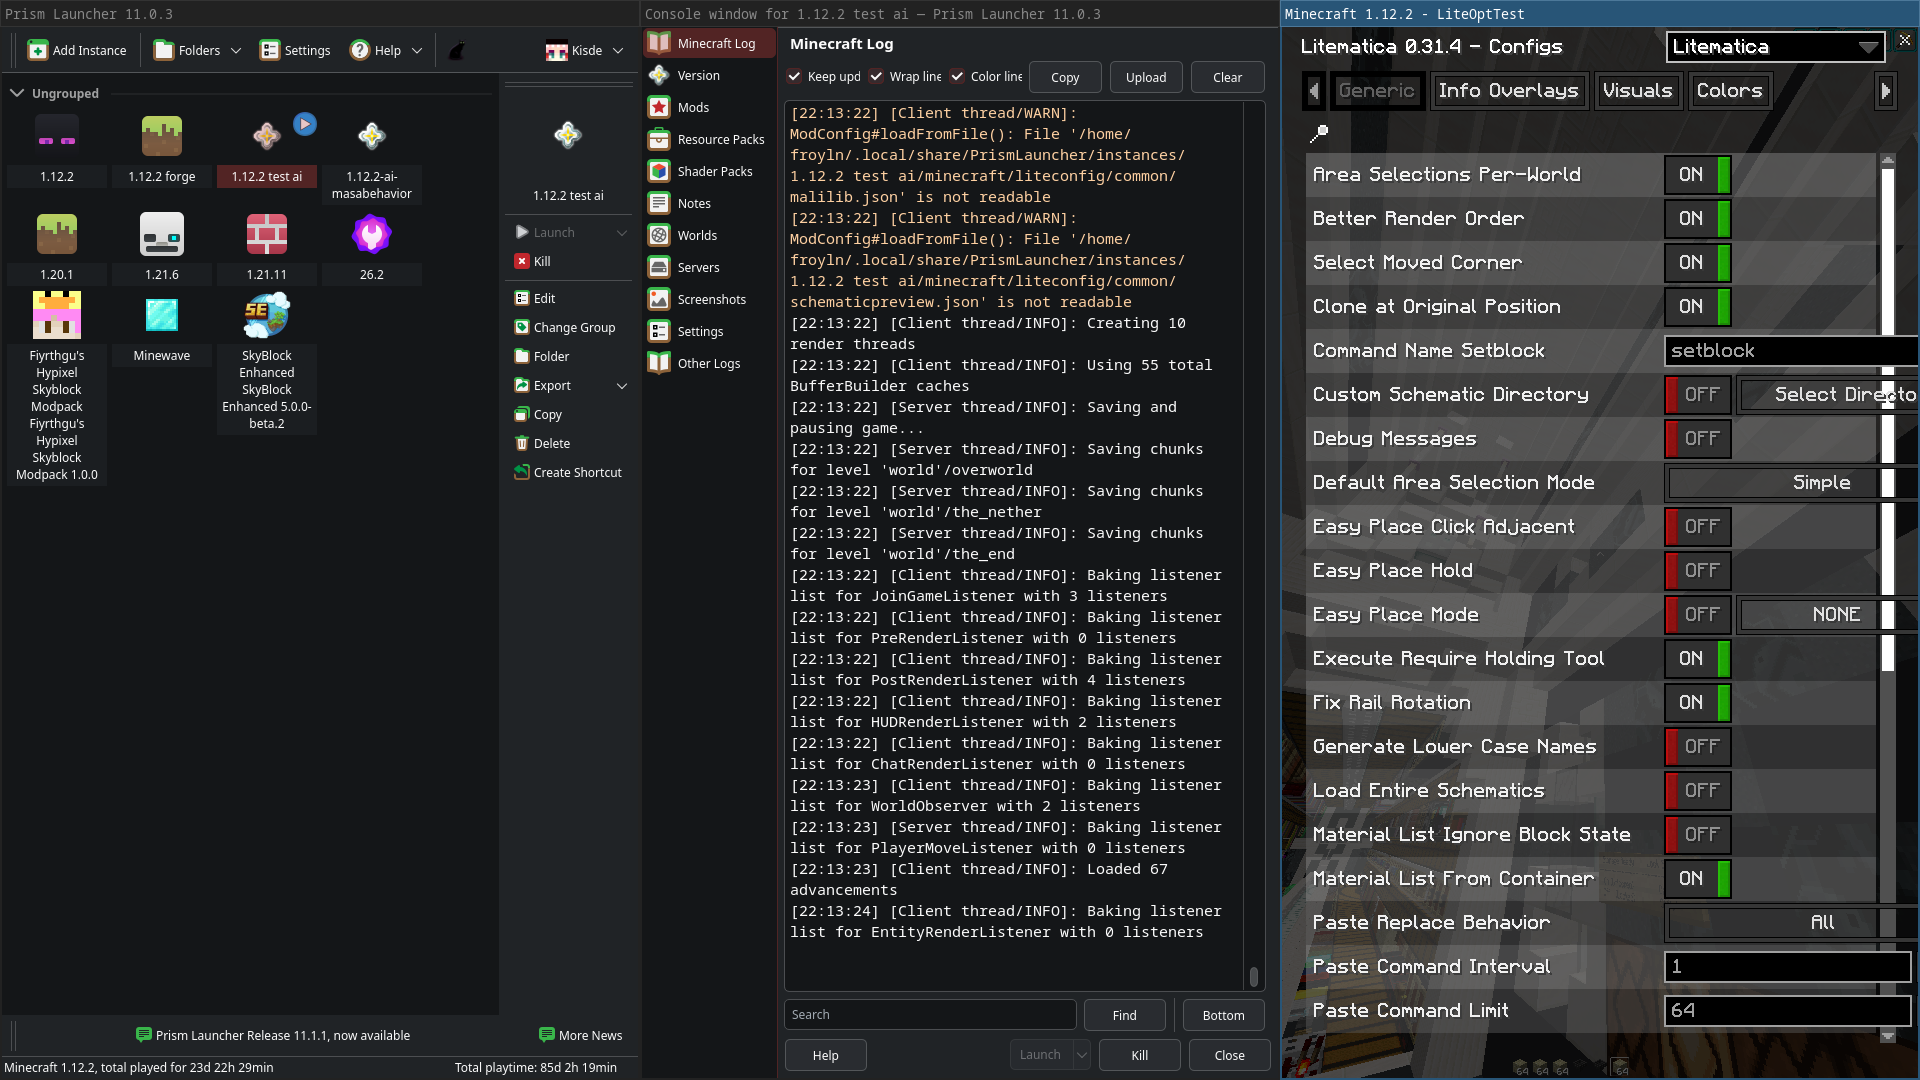 Prism Launcher 11.0.3
Add Instance
Folders
Settings
Help
Kisde
Ungrouped
1.12.2
1.12.2 forge
1.12.2 test ai
1.12.2-ai-
masabehavior
1.20.1
1.21.6
1.21.11
26.2
Fiyrthgu's
Hypixel
Skyblock
Modpack
Fiyrthgu's
Hypixel
Skyblock
Modpack 1.0.0
Minewave
SkyBlock
Enhanced
SkyBlock
Enhanced 5.0.0-
beta.2
1.12.2 test ai
Launch
Kill
Edit
Change Group
Folder
Export
Copy
Delete
Create Shortcut
Prism Launcher Release 11.1.1, now available
More News
Minecraft 1.12.2, total played for 23d 22h 29min
Total playtime: 85d 2h 19min
Console window for 1.12.2 test ai — Prism Launcher 11.0.3
Minecraft Log
Version
Mods
Resource Packs
Shader Packs
Notes
Worlds
Servers
Screenshots
Settings
Other Logs
Minecraft Log
Keep upd
Wrap line
Color line
Copy
Upload
Clear
[22:13:22] [Client thread/WARN]:
ModConfig#loadFromFile(): File '/home/
froyln/.local/share/PrismLauncher/instances/
1.12.2 test ai/minecraft/liteconfig/common/
malilib.json' is not readable
[22:13:22] [Client thread/WARN]:
ModConfig#loadFromFile(): File '/home/
froyln/.local/share/PrismLauncher/instances/
1.12.2 test ai/minecraft/liteconfig/common/
schematicpreview.json' is not readable
[22:13:22] [Client thread/INFO]: Creating 10
render threads
[22:13:22] [Client thread/INFO]: Using 55 total
BufferBuilder caches
[22:13:22] [Server thread/INFO]: Saving and
pausing game...
[22:13:22] [Server thread/INFO]: Saving chunks
for level 'world'/overworld
[22:13:22] [Server thread/INFO]: Saving chunks
for level 'world'/the_nether
[22:13:22] [Server thread/INFO]: Saving chunks
for level 'world'/the_end
[22:13:22] [Client thread/INFO]: Baking listener
list for JoinGameListener with 3 listeners
[22:13:22] [Client thread/INFO]: Baking listener
list for PreRenderListener with 0 listeners
[22:13:22] [Client thread/INFO]: Baking listener
list for PostRenderListener with 4 listeners
[22:13:22] [Client thread/INFO]: Baking listener
list for HUDRenderListener with 2 listeners
[22:13:22] [Client thread/INFO]: Baking listener
list for ChatRenderListener with 0 listeners
[22:13:23] [Client thread/INFO]: Baking listener
list for WorldObserver with 2 listeners
[22:13:23] [Server thread/INFO]: Baking listener
list for PlayerMoveListener with 0 listeners
[22:13:23] [Client thread/INFO]: Loaded 67
advancements
[22:13:24] [Client thread/INFO]: Baking listener
list for EntityRenderListener with 0 listeners
Search
Find
Bottom
Help
Launch
Kill
Close
Minecraft 1.12.2 - LiteOptTest
Litematica 0.31.4 - Configs
Litematica
Generic
Info Overlays
Visuals
Colors
Area Selections Per-World
ON
Better Render Order
ON
Select Moved Corner
ON
Clone at Original Position
ON
Command Name Setblock
setblock
Custom Schematic Directory
OFF
Select Directo
Debug Messages
OFF
Default Area Selection Mode
Simple
Easy Place Click Adjacent
OFF
Easy Place Hold
OFF
Easy Place Mode
OFF
NONE
Execute Require Holding Tool
ON
Fix Rail Rotation
ON
Generate Lower Case Names
OFF
Load Entire Schematics
OFF
Material List Ignore Block State
OFF
Material List From Container
ON
Paste Replace Behavior
All
Paste Command Interval
1
Paste Command Limit
64
64 64 64 64